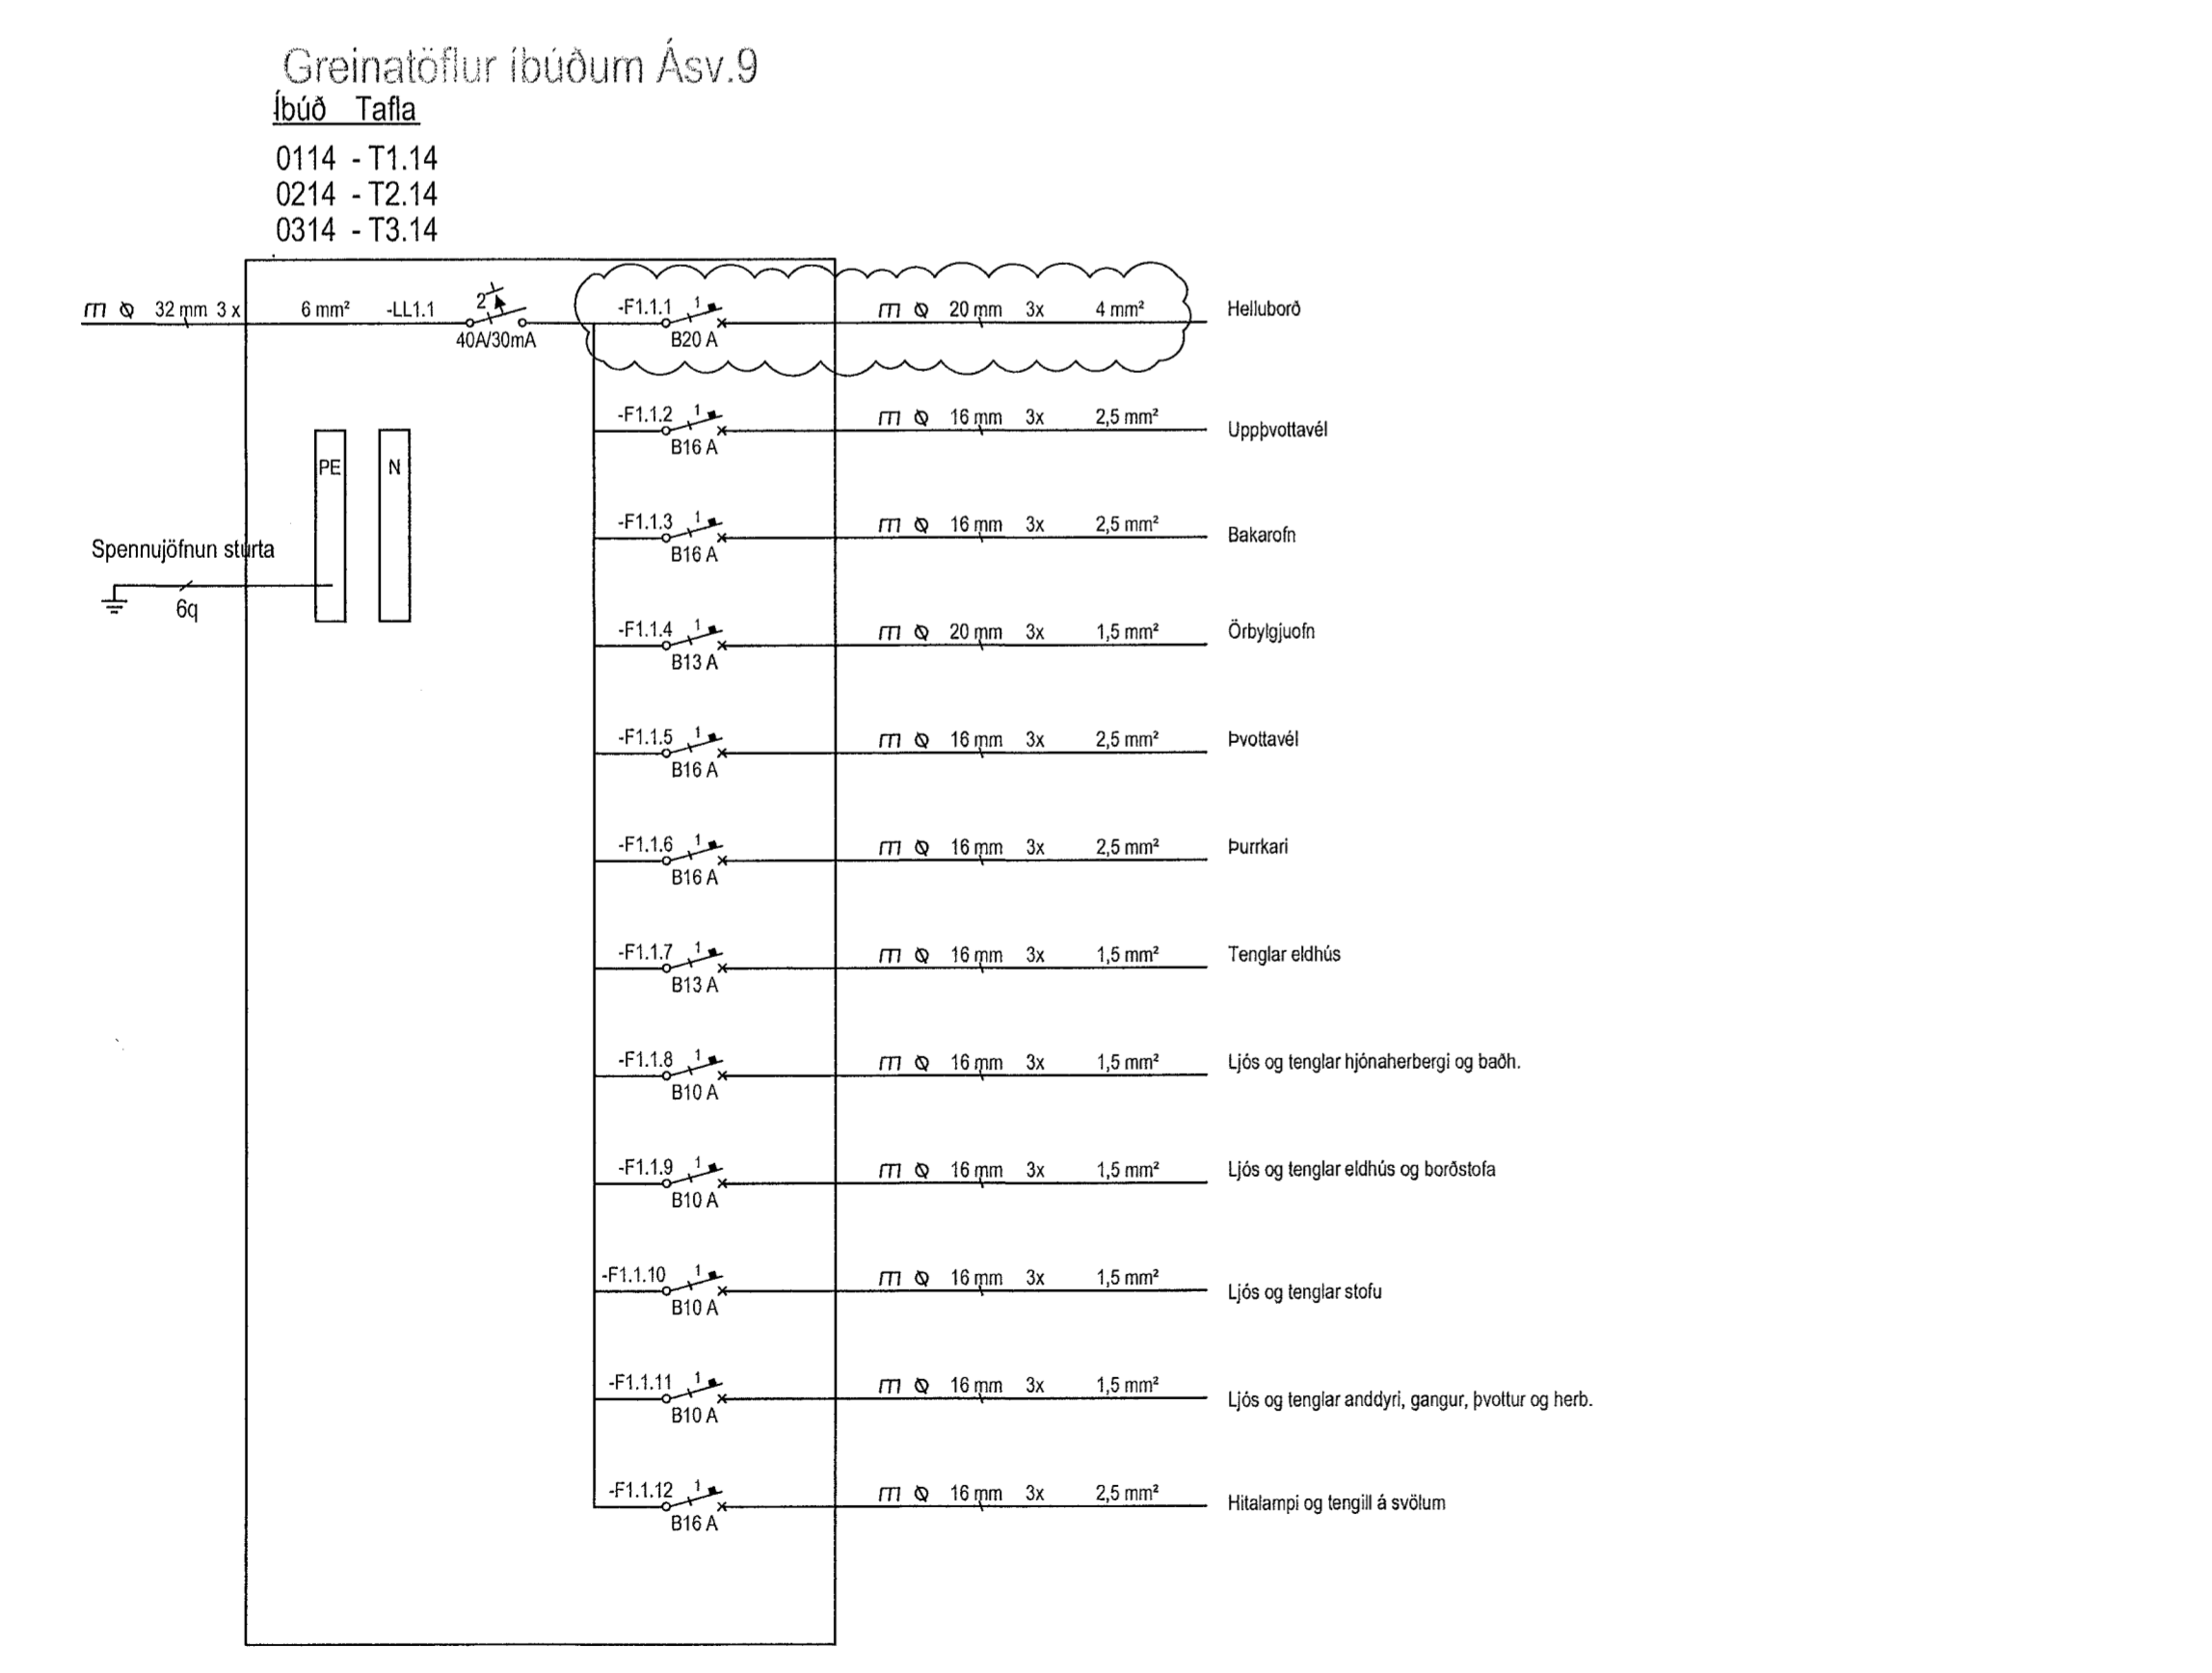 Greinatöflur íbúðum Ásv.9
Íbúð Tafla
0114 - T1.14
0214 - T2.14
0314 - T3.14
32 mm 3 x 6 mm² -LL1.1 2 40A/30mA
-F1.1.1 1 B20 A 20 mm 3x 4 mm² Helluborð
-F1.1.2 1 B16 A 16 mm 3x 2,5 mm² Uppþvottavél
PE N
-F1.1.3 1 B16 A 16 mm 3x 2,5 mm² Bakarofn
Spennujöfnun sturta
6q
-F1.1.4 1 B13 A 20 mm 3x 1,5 mm² Örbylgjuofn
-F1.1.5 1 B16 A 16 mm 3x 2,5 mm² Þvottavél
-F1.1.6 1 B16 A 16 mm 3x 2,5 mm² Þurrkari
-F1.1.7 1 B13 A 16 mm 3x 1,5 mm² Tenglar eldhús
-F1.1.8 1 B10 A 16 mm 3x 1,5 mm² Ljós og tenglar hjónaherbergi og baðh.
-F1.1.9 1 B10 A 16 mm 3x 1,5 mm² Ljós og tenglar eldhús og borðstofa
-F1.1.10 1 B10 A 16 mm 3x 1,5 mm² Ljós og tenglar stofu
-F1.1.11 1 B10 A 16 mm 3x 1,5 mm² Ljós og tenglar anddyri, gangur, þvottur og herb.
-F1.1.12 1 B16 A 16 mm 3x 2,5 mm² Hitalampi og tengill á svölum